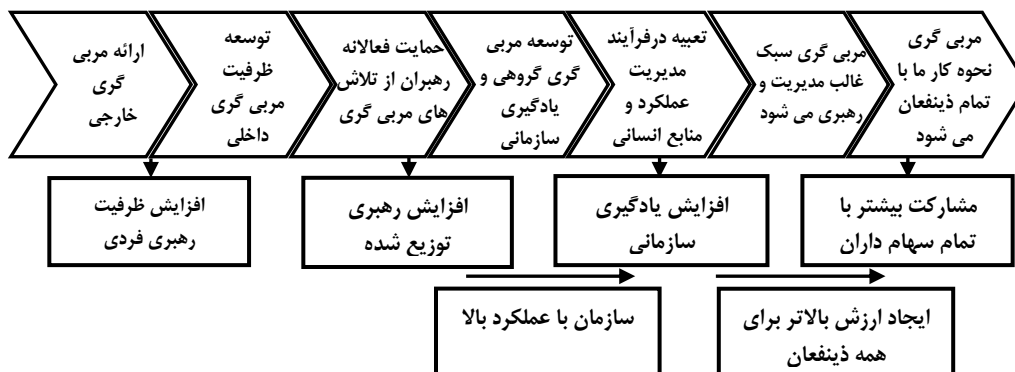 ارائه مربی
گری
خارجی
توسعه
ظرفیت
مربی گری
داخلی
حمایت فعالانه
رهبران از تلاش
های مربی گری
توسعه مربی
گری گروهی و
یادگیری
سازمانی
تعبیه درفرآیند
مدیریت
عملکرد و
منابع انسانی
مربی گری سبک
غالب مدیریت و
رهبری می شود
مربی گری
نحوه کار ما با
تمام ذینفعان
می شود
افزایش ظرفیت
رهبری فردی
افزایش رهبری
توزیع شده
افزایش یادگیری
سازمانی
مشارکت بیشتر با
تمام سهام داران
سازمان با عملکرد بالا
ایجاد ارزش بالاتر برای
همه ذینفعان